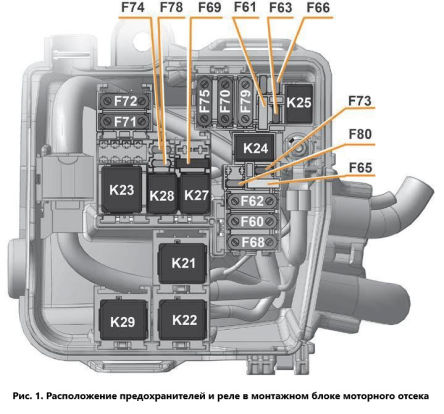 F74 F78 F69 F61 F63 F66
F72
F71
F75
F70
F79
K25
F73
K24
F80
F65
K23
K28
K27
F62
F60
F68
K21
K29
K22
Рис. 1. Расположение предохранителей и реле в монтажном блоке моторного отсека